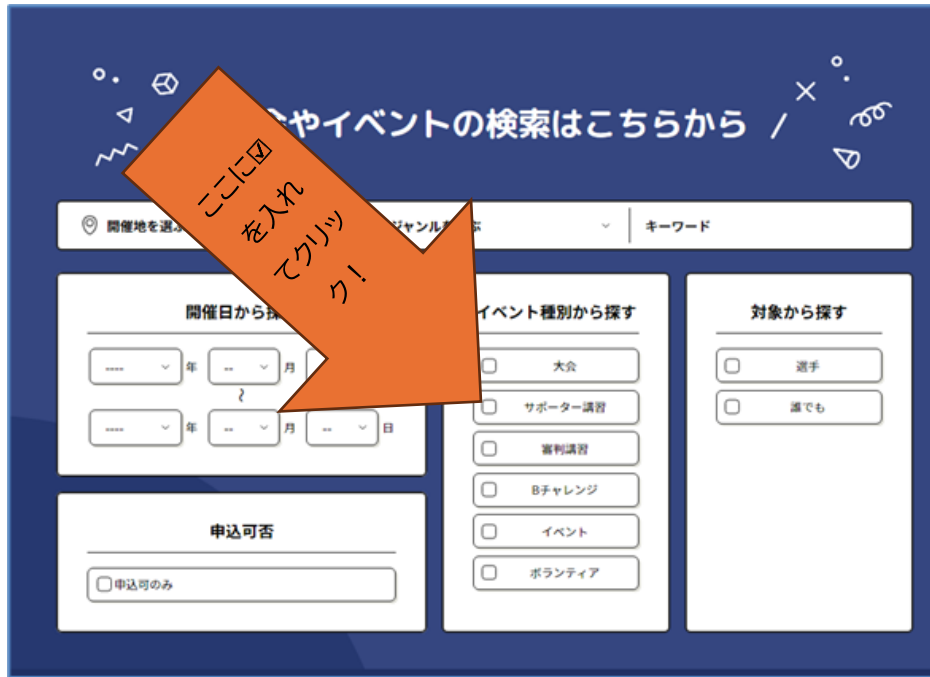 やイベントの検索はこちらから /
ここに☑
を入れ
てクリッ
ク！
開催地を選ぶ
ジャンルを選ぶ
キーワード
開催日から探
---- 年 -- 月
~
---- 年 -- 月 -- 日
申込可否
申込可のみ
イベント種別から探す
大会
サポーター講習
審判講習
Bチャレンジ
イベント
ボランティア
対象から探す
選手
誰でも